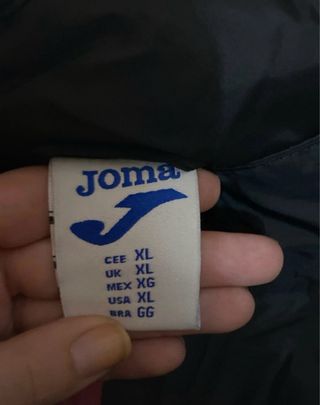 Joma
CEE XL
UK XL
MEX XG
USA XL
BRA GG